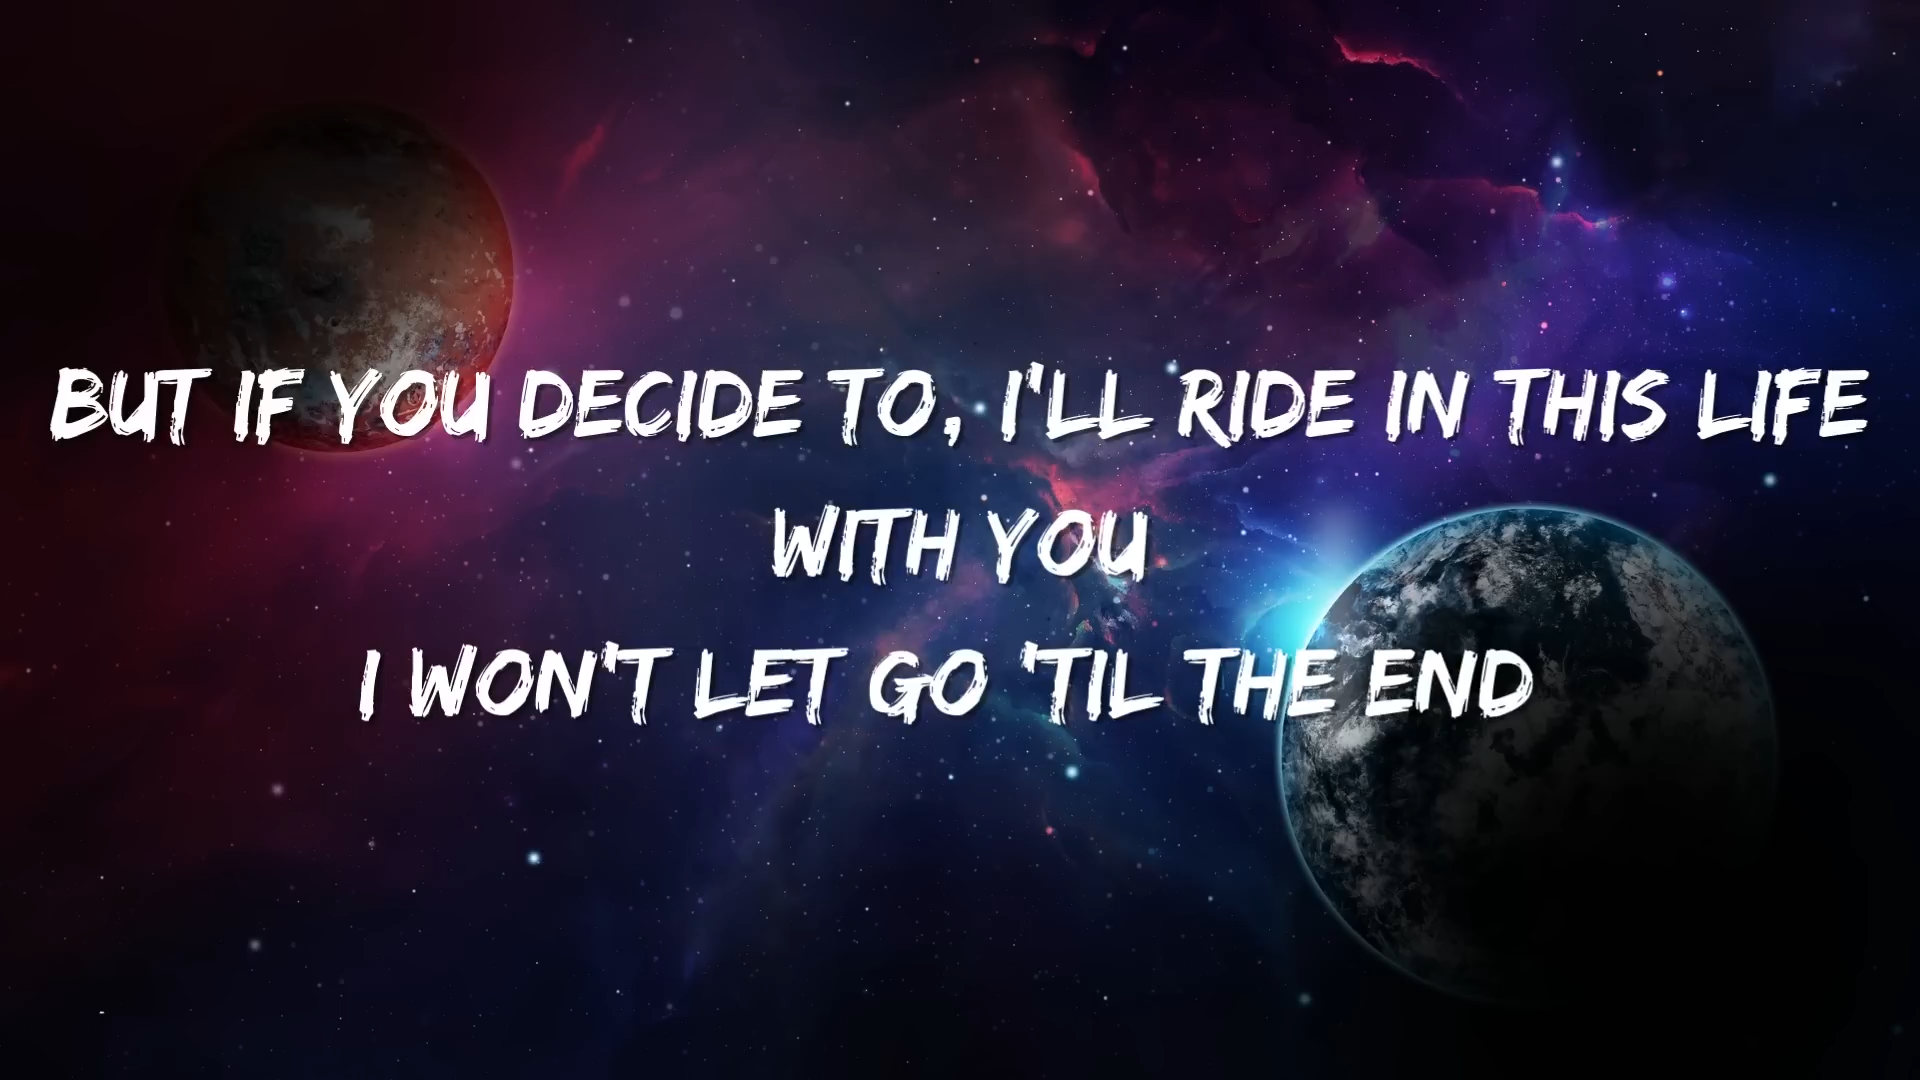 BUT IF YOU DECIDE TO, I'LL RIDE IN THIS LIFE
WITH YOU
I WON'T LET GO 'TIL THE END